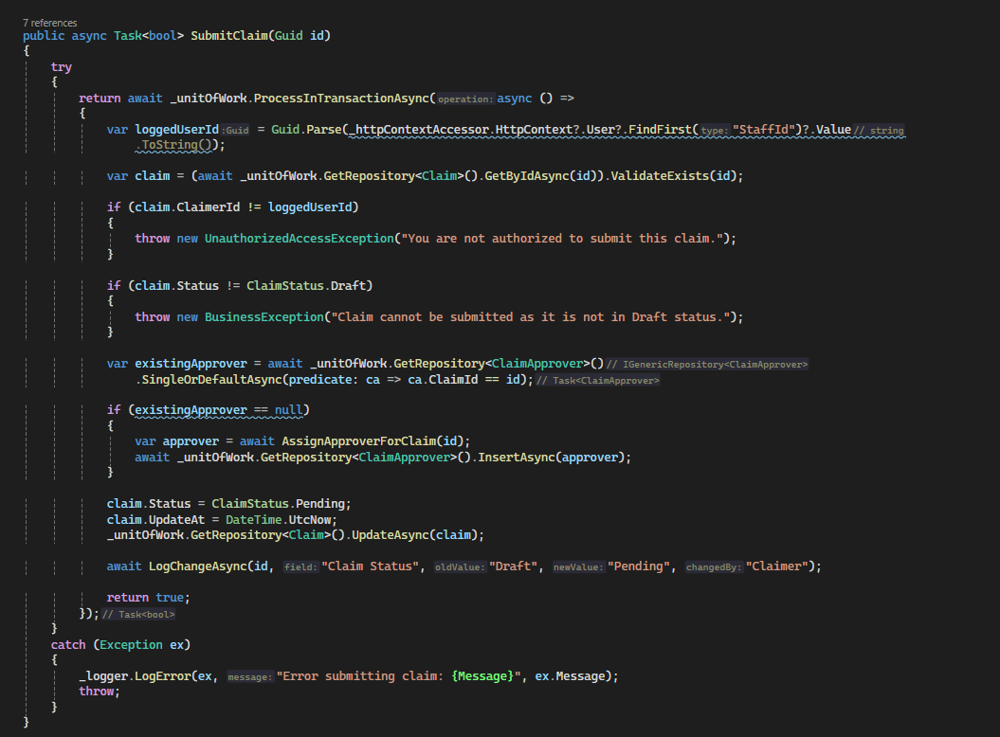 7 references
public async Task<bool> SubmitClaim(Guid id)
{
try
{
return await _unitOfWork.ProcessInTransactionAsync(operation: async () =>
{
var loggedUserId:Guid = Guid.Parse(_httpContextAccessor.HttpContext?.User?.FindFirst(type: "StaffId")?.Value // string
.ToString());
var claim = (await _unitOfWork.GetRepository<Claim>().GetByIdAsync(id)).ValidateExists(id);
if (claim.ClaimerId != loggedUserId)
{
throw new UnauthorizedAccessException("You are not authorized to submit this claim.");
}
if (claim.Status != ClaimStatus.Draft)
{
throw new BusinessException("Claim cannot be submitted as it is not in Draft status.");
}
var existingApprover = await _unitOfWork.GetRepository<ClaimApprover>() // IGenericRepository<ClaimApprover>
.SingleOrDefaultAsync(predicate: ca => ca.ClaimId == id); // Task<ClaimApprover>
if (existingApprover == null)
{
var approver = await AssignApproverForClaim(id);
await _unitOfWork.GetRepository<ClaimApprover>().InsertAsync(approver);
}
claim.Status = ClaimStatus.Pending;
claim.UpdateAt = DateTime.UtcNow;
_unitOfWork.GetRepository<Claim>().UpdateAsync(claim);
await LogChangeAsync(id, field: "Claim Status", oldValue: "Draft", newValue: "Pending", changedBy: "Claimer");
return true;
}); // Task<bool>
}
catch (Exception ex)
{
_logger.LogError(ex, message: "Error submitting claim: {Message}", ex.Message);
throw;
}
}